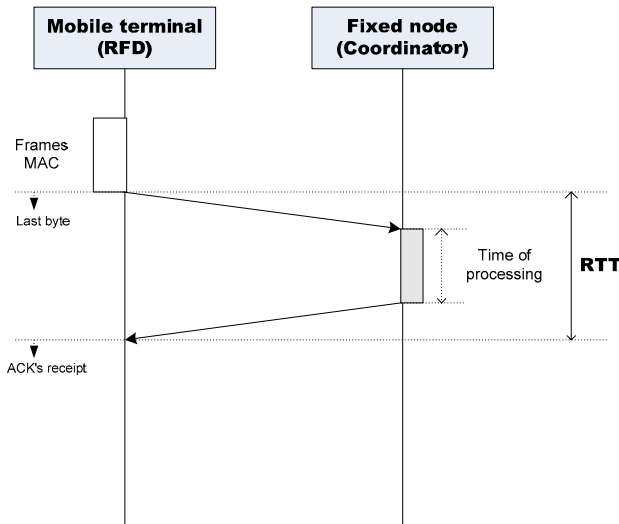 Mobile terminal
(RFD)
Fixed node
(Coordinator)
Frames
MAC
Last byte
Time of
processing
RTT
ACK's receipt